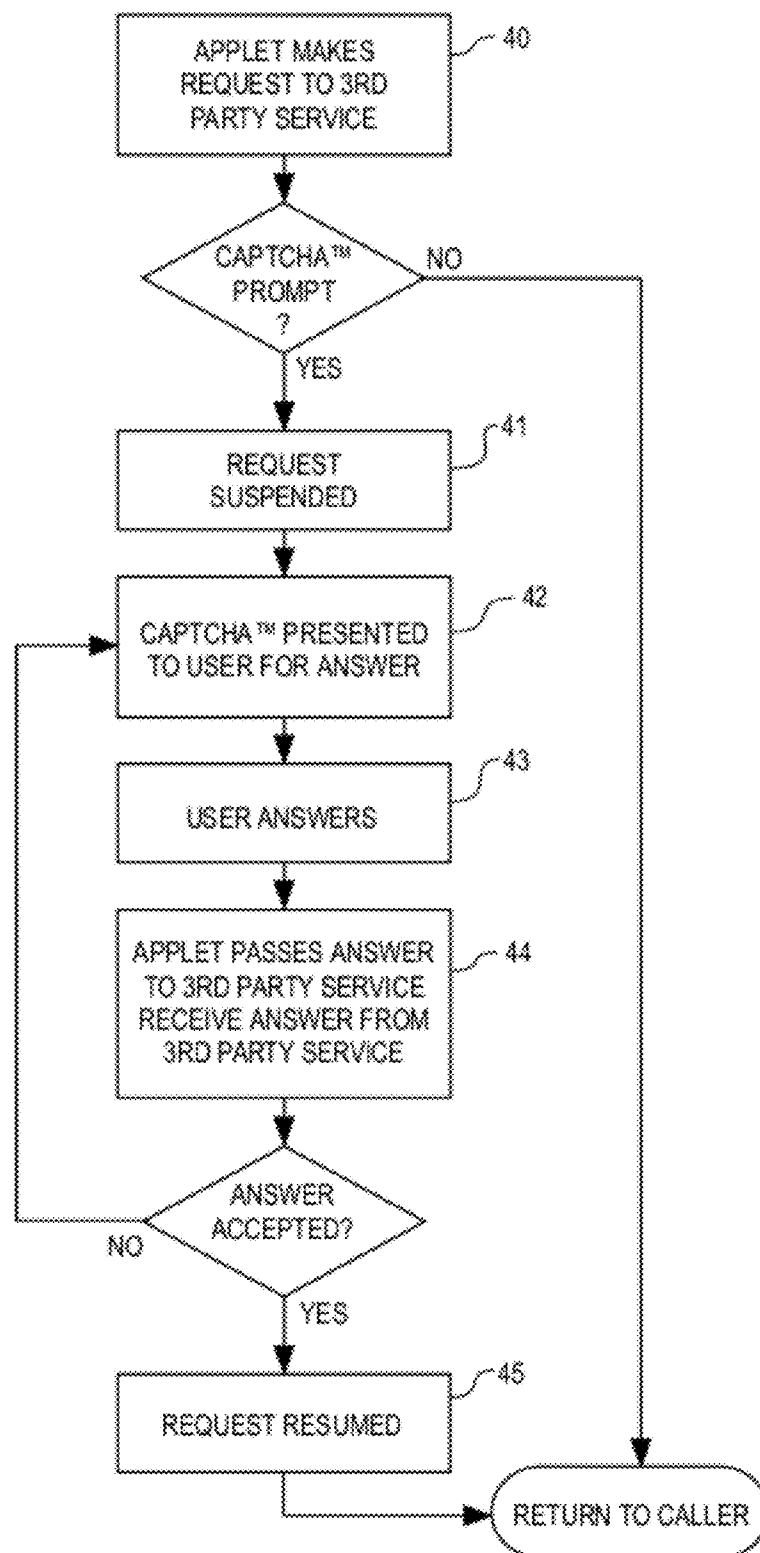 APPLET MAKES
REQUEST TO 3RD
PARTY SERVICE
40
CAPTCHA™
PROMPT
?
NO
YES
41
REQUEST
SUSPENDED
42
CAPTCHA™ PRESENTED
TO USER FOR ANSWER
43
USER ANSWERS
APPLET PASSES ANSWER
TO 3RD PARTY SERVICE
RECEIVE ANSWER FROM
3RD PARTY SERVICE
44
ANSWER
ACCEPTED?
NO
YES
45
REQUEST RESUMED
RETURN TO CALLER